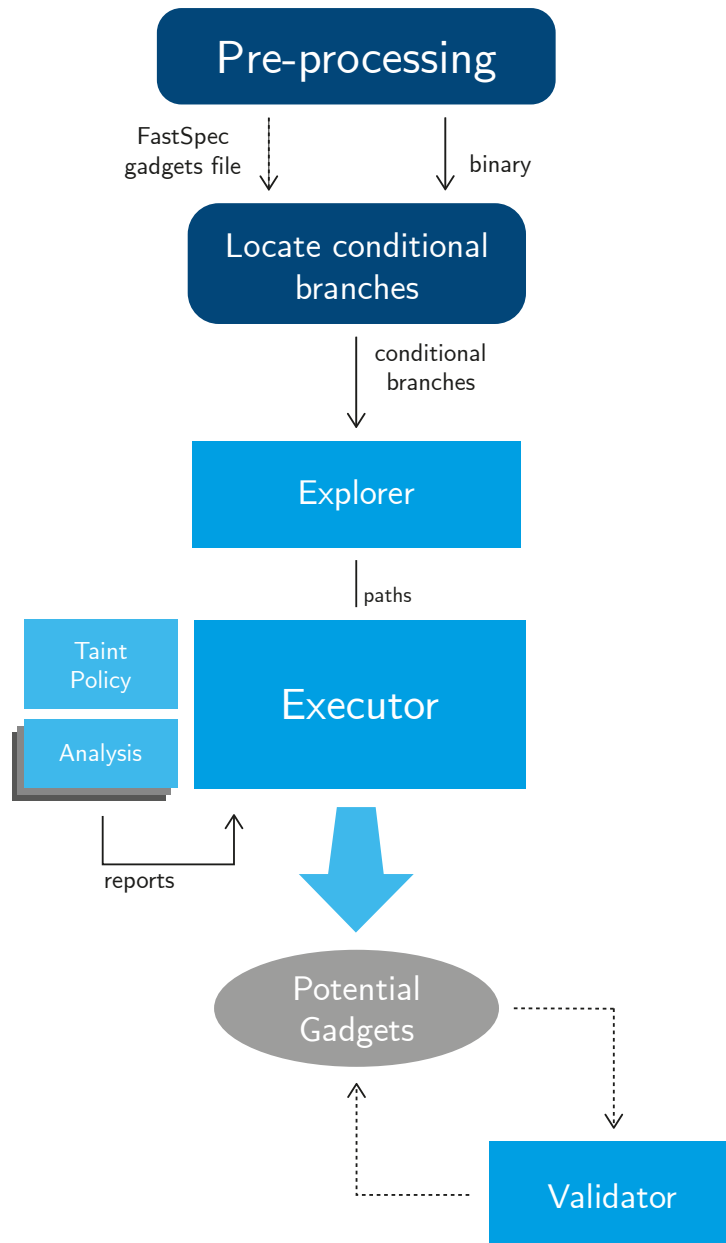 Pre-processing
FastSpec
gadgets file
binary
Locate conditional
branches
conditional
branches
Explorer
paths
Taint
Policy
Executor
Analysis
reports
Potential
Gadgets
Validator